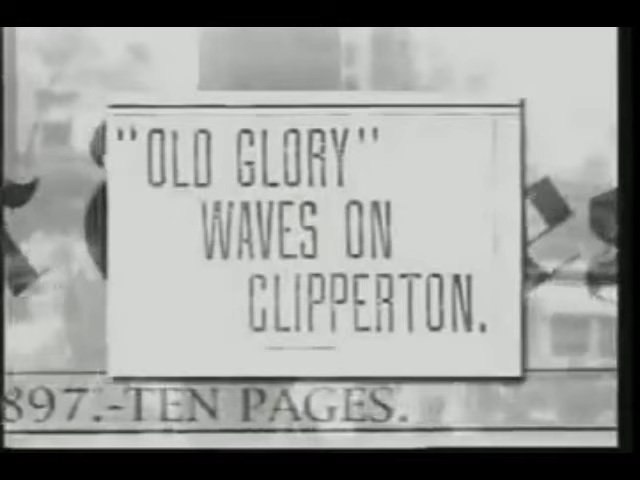 "OLD GLORY"
WAVES ON
CLIPPERTON.
897.-TEN PAGES.